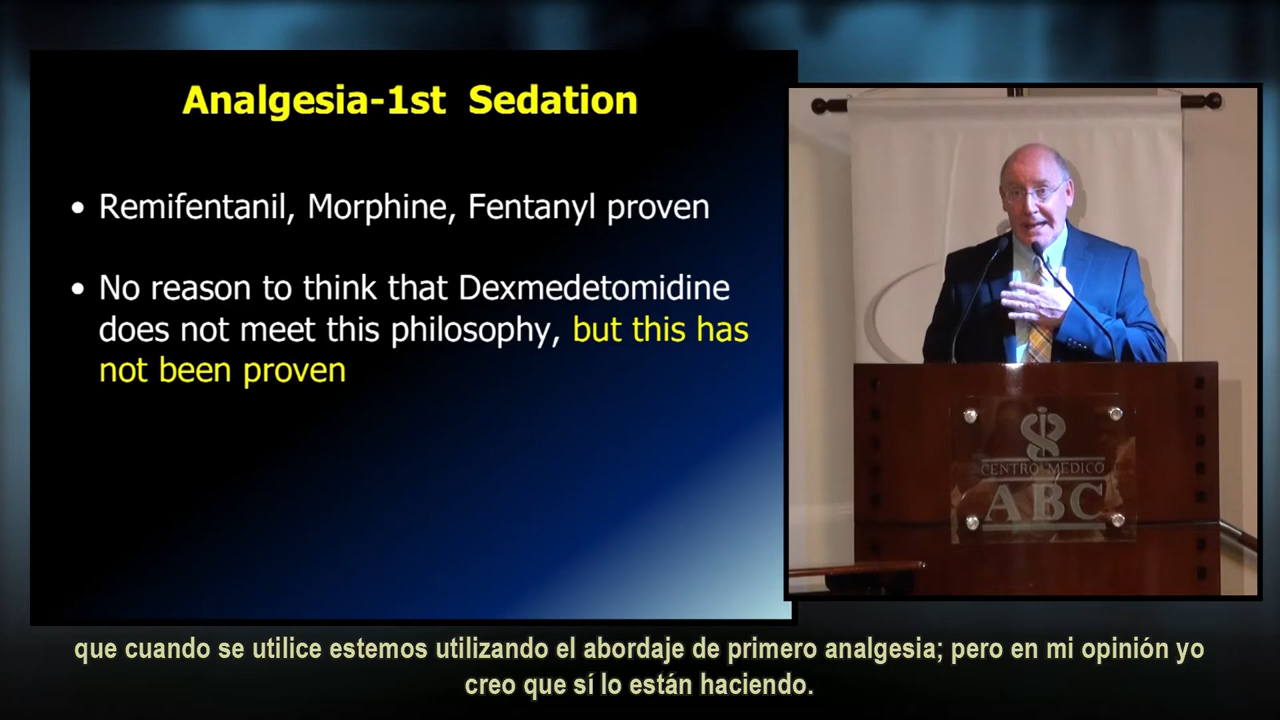 Analgesia-1st Sedation
• Remifentanil, Morphine, Fentanyl proven
• No reason to think that Dexmedetomidine
does not meet this philosophy, but this has
not been proven
CENTRO MEDICO
ABC
que cuando se utilice estemos utilizando el abordaje de primero analgesia; pero en mi opinión yo
creo que sí lo están haciendo.